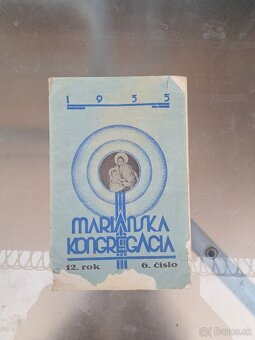 1935
MARIÁNSKA
KONGREGÁCIA
12. rok 6. číslo
Bazos.sk